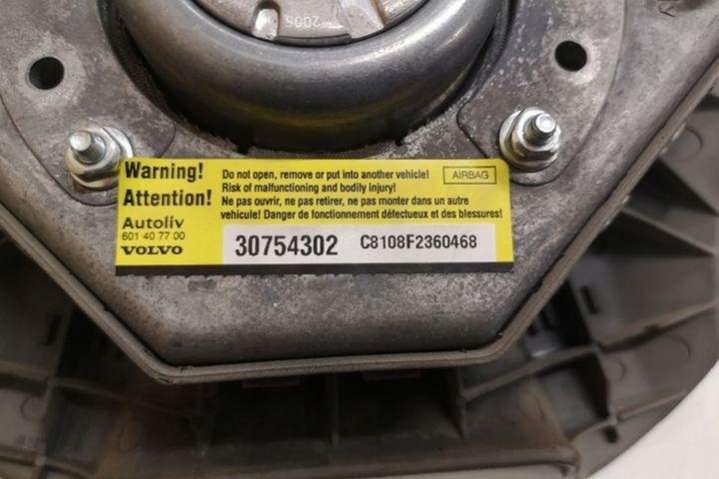 2005
Warning!
Attention!
Do not open, remove or put into another vehicle!
Risk of malfunctioning and bodily injury!
Ne pas ouvrir, ne pas retirer, ne pas monter dans un autre
vehicule! Danger de fonctionnement défectueux et des blessures!
AIRBAG
Autoliv
601 40 77 00
VOLVO
30754302 C8108F2360468